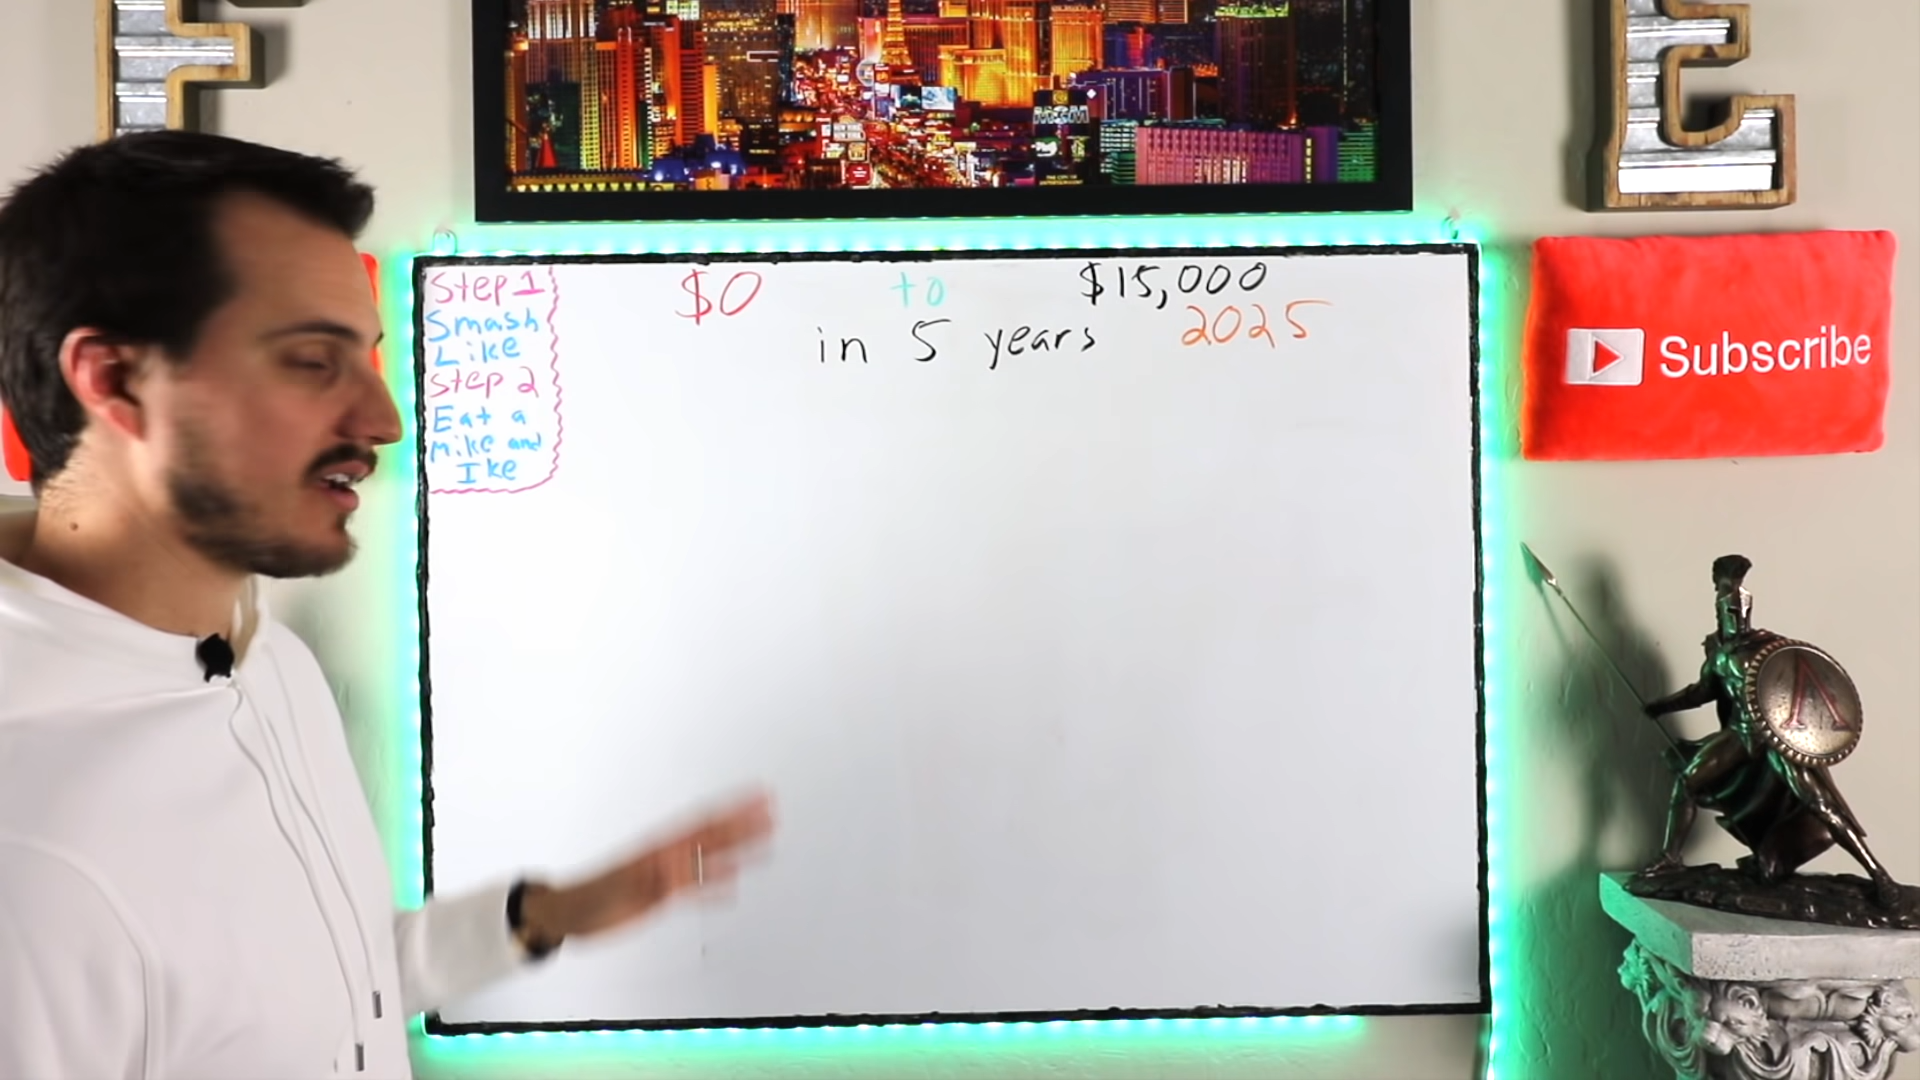 Step 1
Smash
Like
Step 2
Eat a
Mike and
Ike
$0 to $15,000
in 5 years 2025
Subscribe
MGM